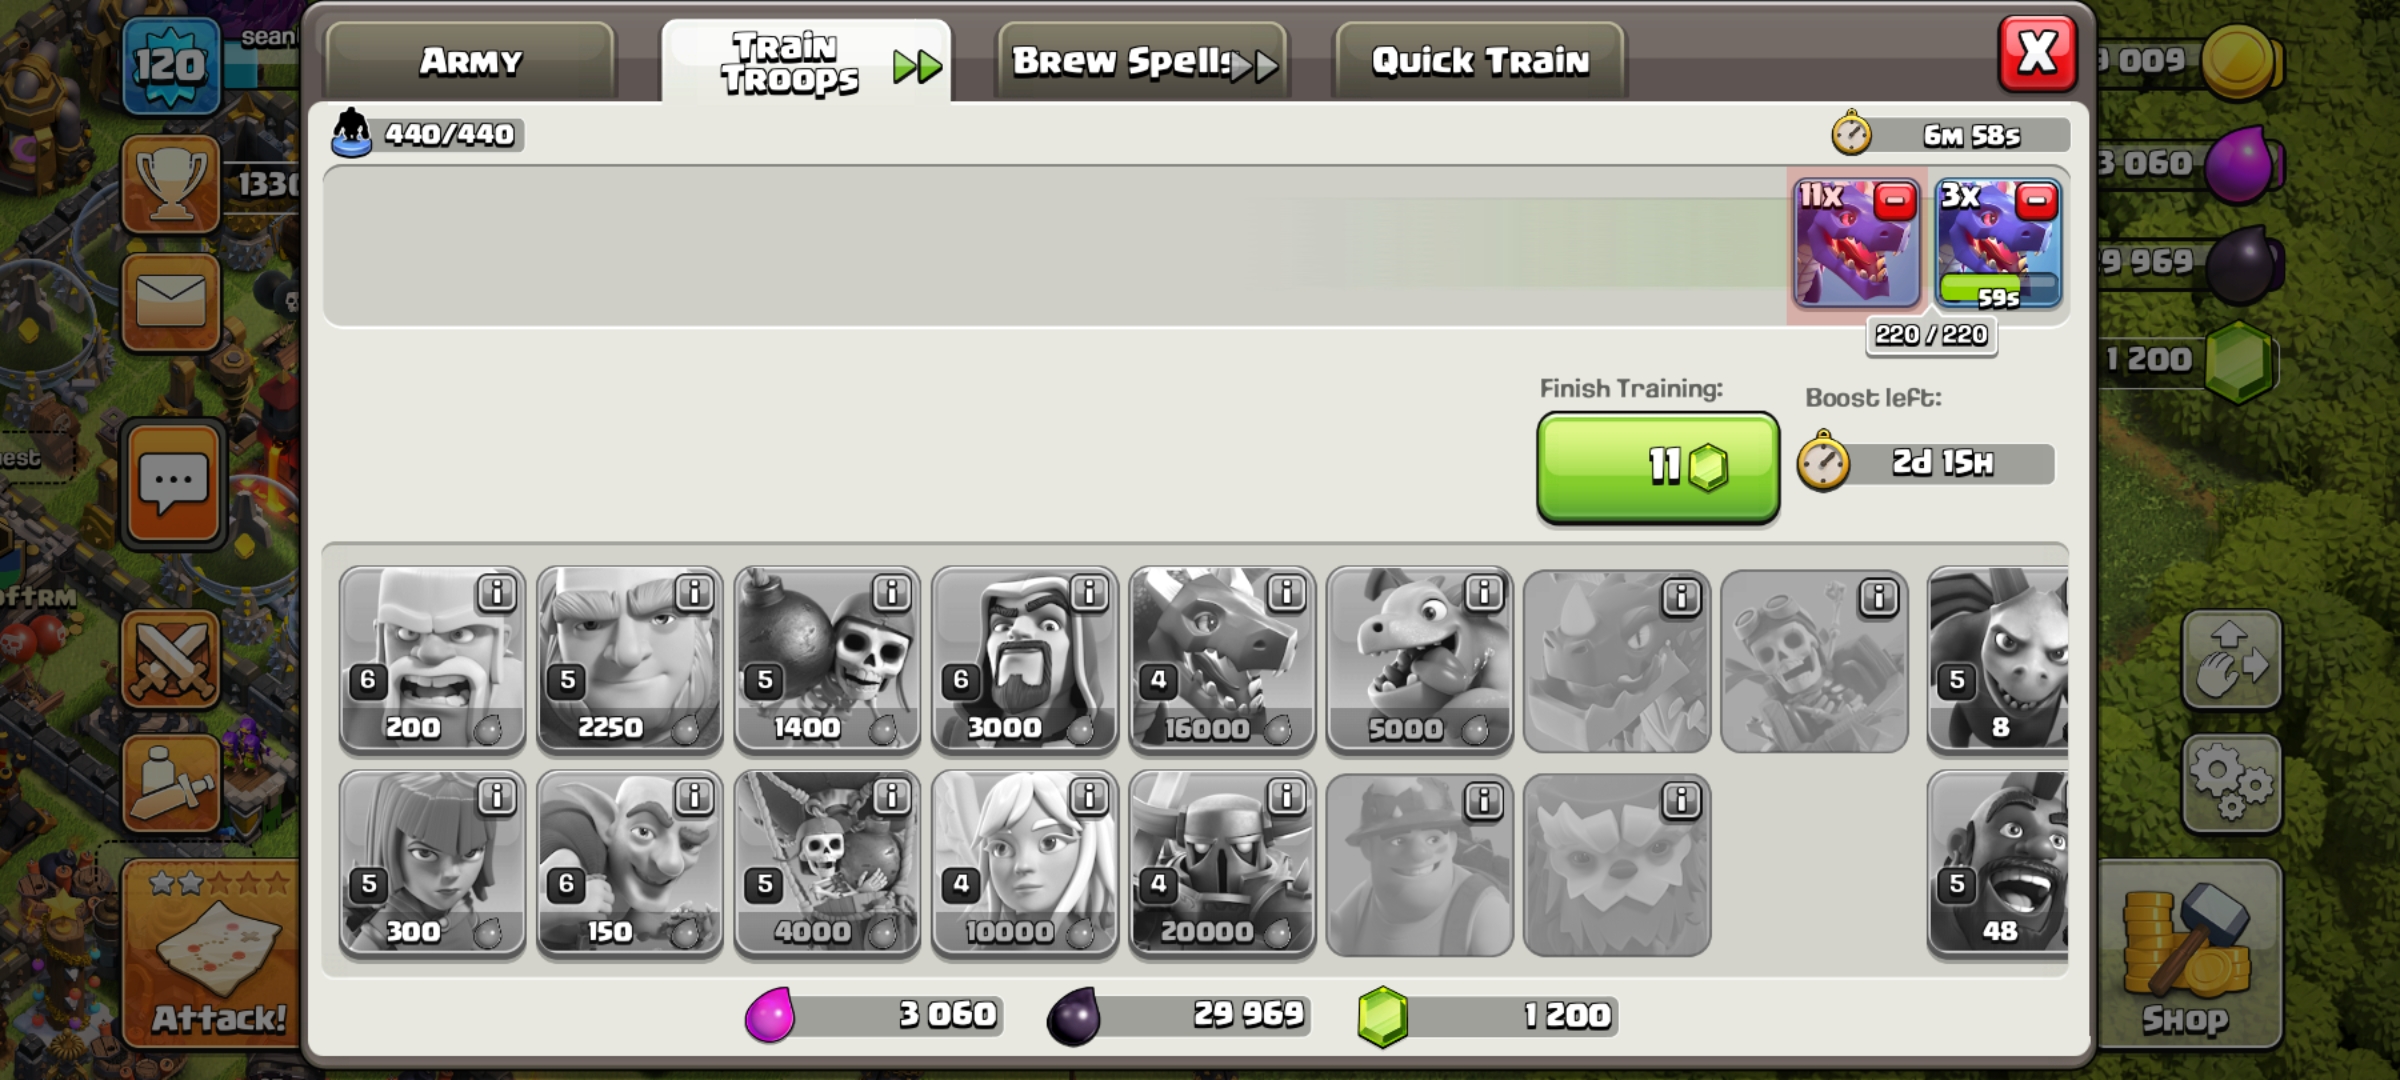 120
sean
Army
Train
Troops
Brew Spells
Quick Train
X
009
440/440
6m 58s
3 060
133
11x
3x
59s
9 969
220 / 220
1 200
Finish Training:
11
Boost left:
2d 15h
est
i
i
i
i
i
i
i
i
6
200
5
2250
5
1400
6
3000
4
16000
5000
5
8
i
i
i
i
i
i
i
5
300
6
150
5
4000
4
10000
4
20000
5
48
Attack!
3 060
29 969
1 200
Shop